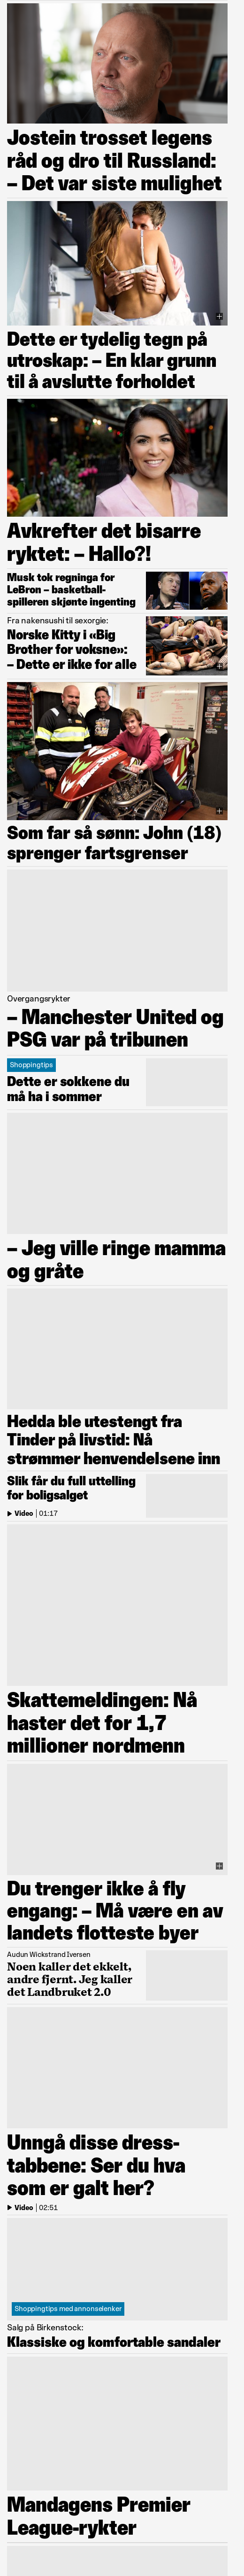 Jostein trosset legens
råd og dro til Russland:
– Det var siste mulighet
Dette er tydelig tegn på
utroskap: – En klar grunn
til å avslutte forholdet
Avkrefter det bisarre
ryktet: – Hallo?!
Musk tok regninga for
LeBron – basketball-
spilleren skjønte ingenting
Fra nakensushi til sexorgie:
Norske Kitty i «Big
Brother for voksne»:
– Dette er ikke for alle
Som far så sønn: John (18)
sprenger fartsgrenser
Overgangsrykter
– Manchester United og
PSG var på tribunen
Shoppingtips
Dette er sokkene du
må ha i sommer
– Jeg ville ringe mamma
og gråte
Hedda ble utestengt fra
Tinder på livstid: Nå
strømmer henvendelsene inn
Slik får du full uttelling
for boligsalget
Video | 01:17
Skattemeldingen: Nå
haster det for 1,7
millioner nordmenn
Du trenger ikke å fly
engang: – Må være en av
landets flotteste byer
Audun Wickstrand Iversen
Noen kaller det ekkelt,
andre fjernt. Jeg kaller
det Landbruket 2.0
Unngå disse dress-
tabbene: Ser du hva
som er galt her?
Video | 02:51
Shoppingtips med annonselenker
Salg på Birkenstock:
Klassiske og komfortable sandaler
Mandagens Premier
League-rykter